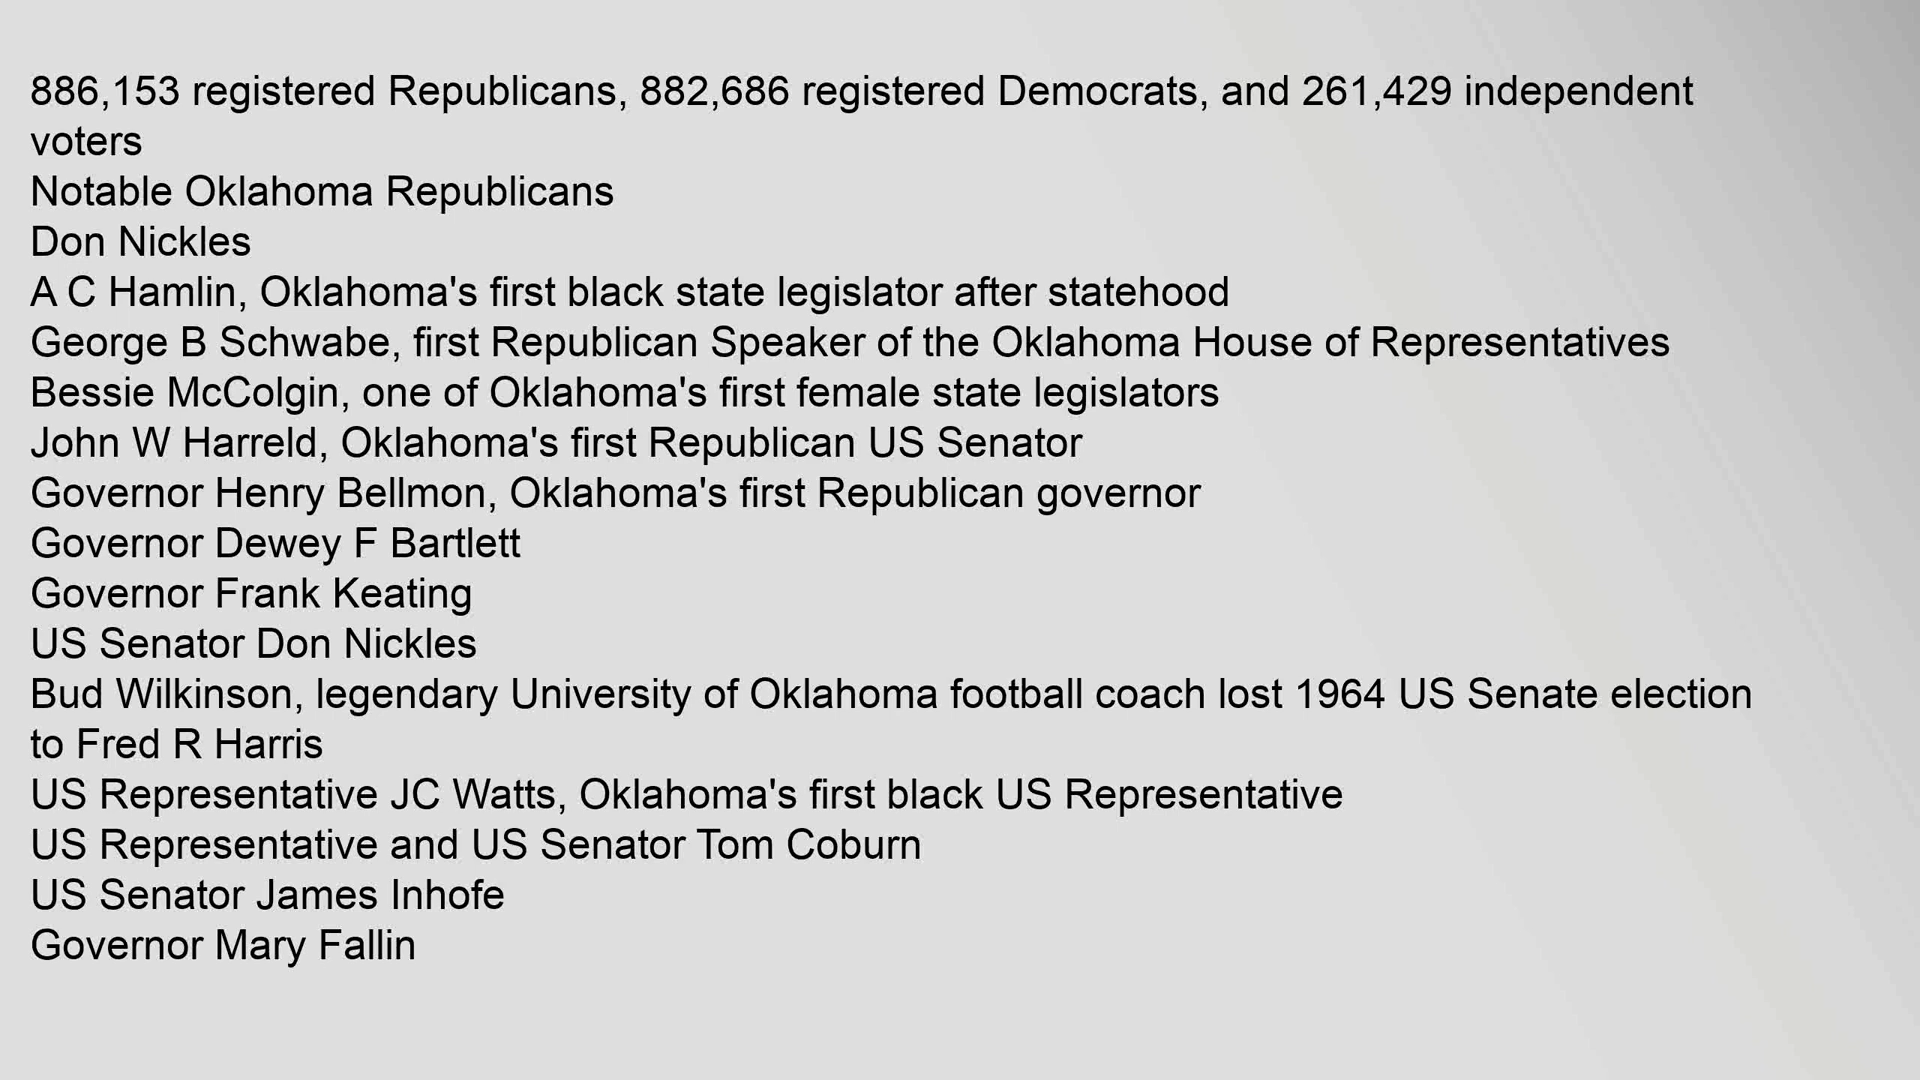 886,153 registered Republicans, 882,686 registered Democrats, and 261,429 independent
voters
Notable Oklahoma Republicans
Don Nickles
A C Hamlin, Oklahoma's first black state legislator after statehood
George B Schwabe, first Republican Speaker of the Oklahoma House of Representatives
Bessie McColgin, one of Oklahoma's first female state legislators
John W Harreld, Oklahoma's first Republican US Senator
Governor Henry Bellmon, Oklahoma's first Republican governor
Governor Dewey F Bartlett
Governor Frank Keating
US Senator Don Nickles
Bud Wilkinson, legendary University of Oklahoma football coach lost 1964 US Senate election
to Fred R Harris
US Representative JC Watts, Oklahoma's first black US Representative
US Representative and US Senator Tom Coburn
US Senator James Inhofe
Governor Mary Fallin